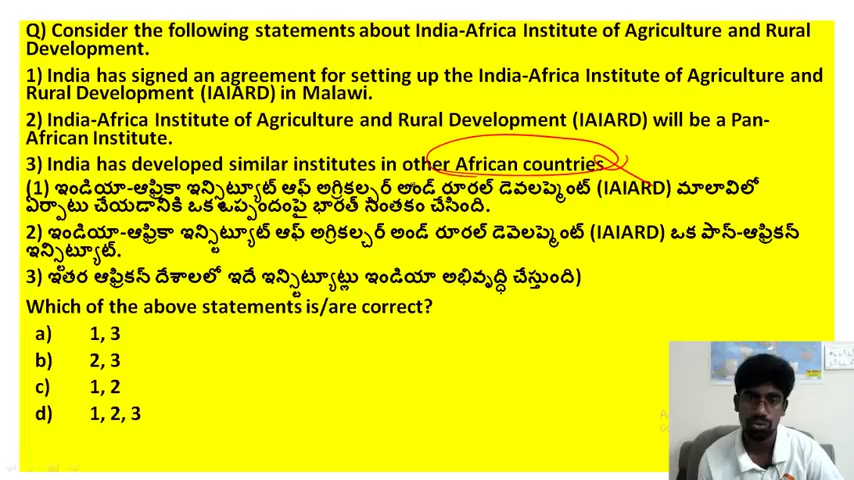 Q) Consider the following statements about India-Africa Institute of Agriculture and Rural
Development.
1) India has signed an agreement for setting up the India-Africa Institute of Agriculture and
Rural Development (IAIARD) in Malawi.
2) India-Africa Institute of Agriculture and Rural Development (IAIARD) will be a Pan-
African Institute.
3) India has developed similar institutes in other African countries
(1) ఇండియా-ఆఫ్రికా ఇన్స్టిట్యూట్ ఆఫ్ అగ్రికల్చర్ అండ్ రూరల్ డెవలప్మెంట్ (IAIARD) మాలావిలో
ఏర్పాటు చేయడానికి ఒక ఒప్పందంపై భారత్ సంతకం చేసింది.
2) ఇండియా-ఆఫ్రికా ఇన్స్టిట్యూట్ ఆఫ్ అగ్రికల్చర్ అండ్ రూరల్ డెవెలప్మెంట్ (IAIARD) ఒక పాన్-ఆఫ్రికన్
ఇన్స్టిట్యూట్.
3) ఇతర ఆఫ్రికన్ దేశాలలో ఇదే ఇన్స్టిట్యూట్లు ఇండియా అభివృద్ధి చేస్తుంది)
Which of the above statements is/are correct?
a) 1, 3
b) 2, 3
c) 1, 2
d) 1, 2, 3